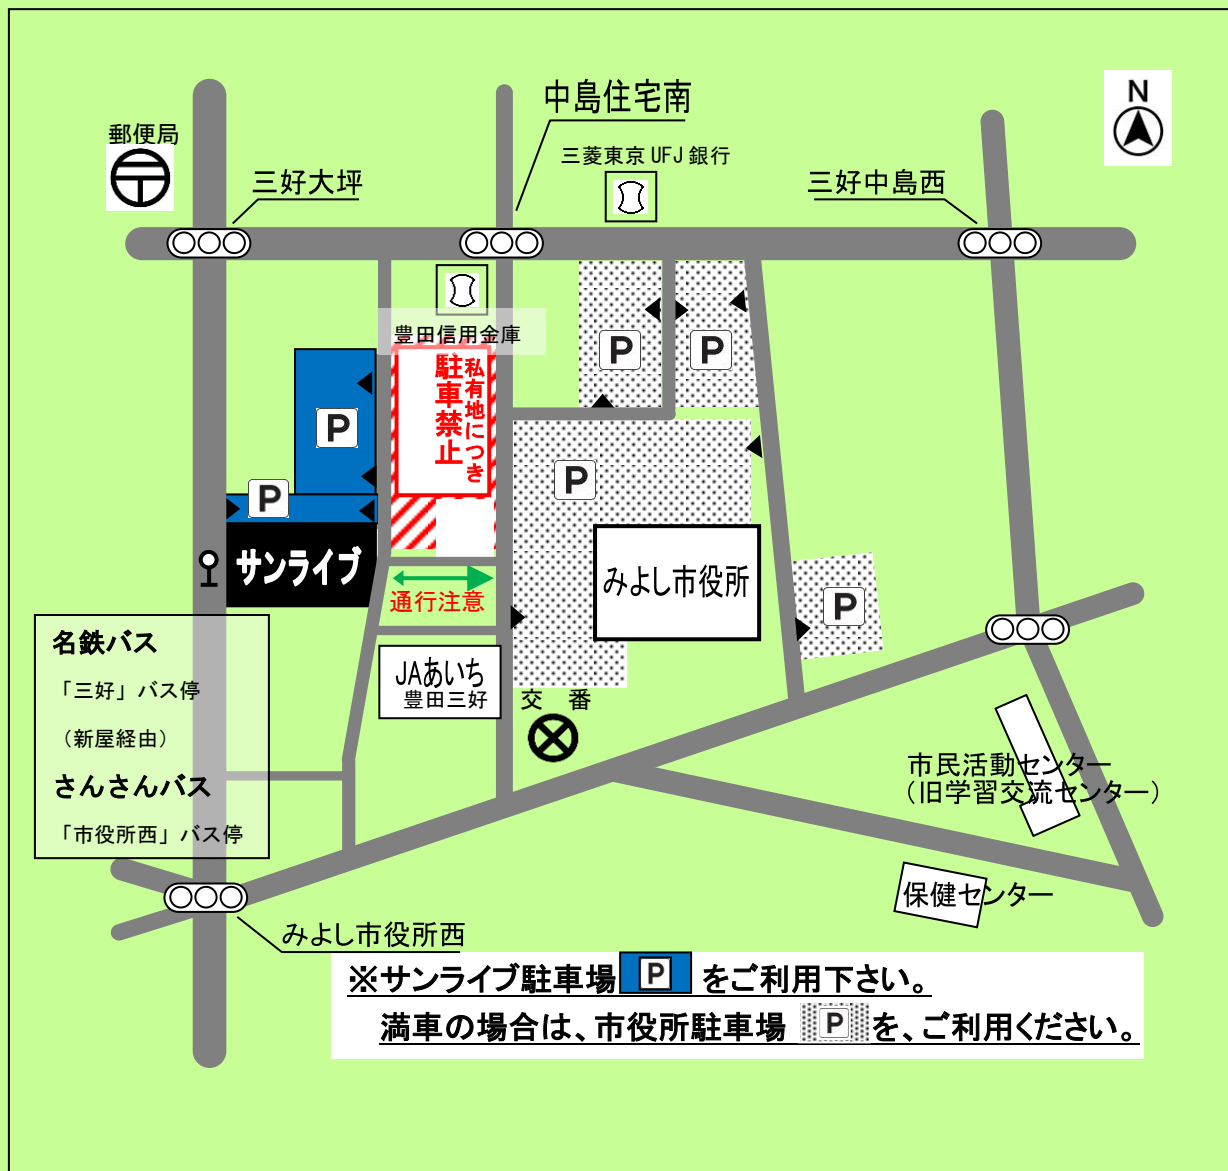 中島住宅南
N
郵便局
三菱東京UFJ銀行
三好大坪
三好中島西
豊田信用金庫
私有地につき
駐車禁止
P
P
P
P
P
サンライブ
みよし市役所
P
通行注意
名鉄バス
「三好」バス停
（新屋経由）
さんさんバス
「市役所西」バス停
JAあいち
豊田三好
交 番
市民活動センター
（旧学習交流センター）
保健センター
みよし市役所西
※サンライブ駐車場 P をご利用下さい。
満車の場合は、市役所駐車場 P を、ご利用ください。